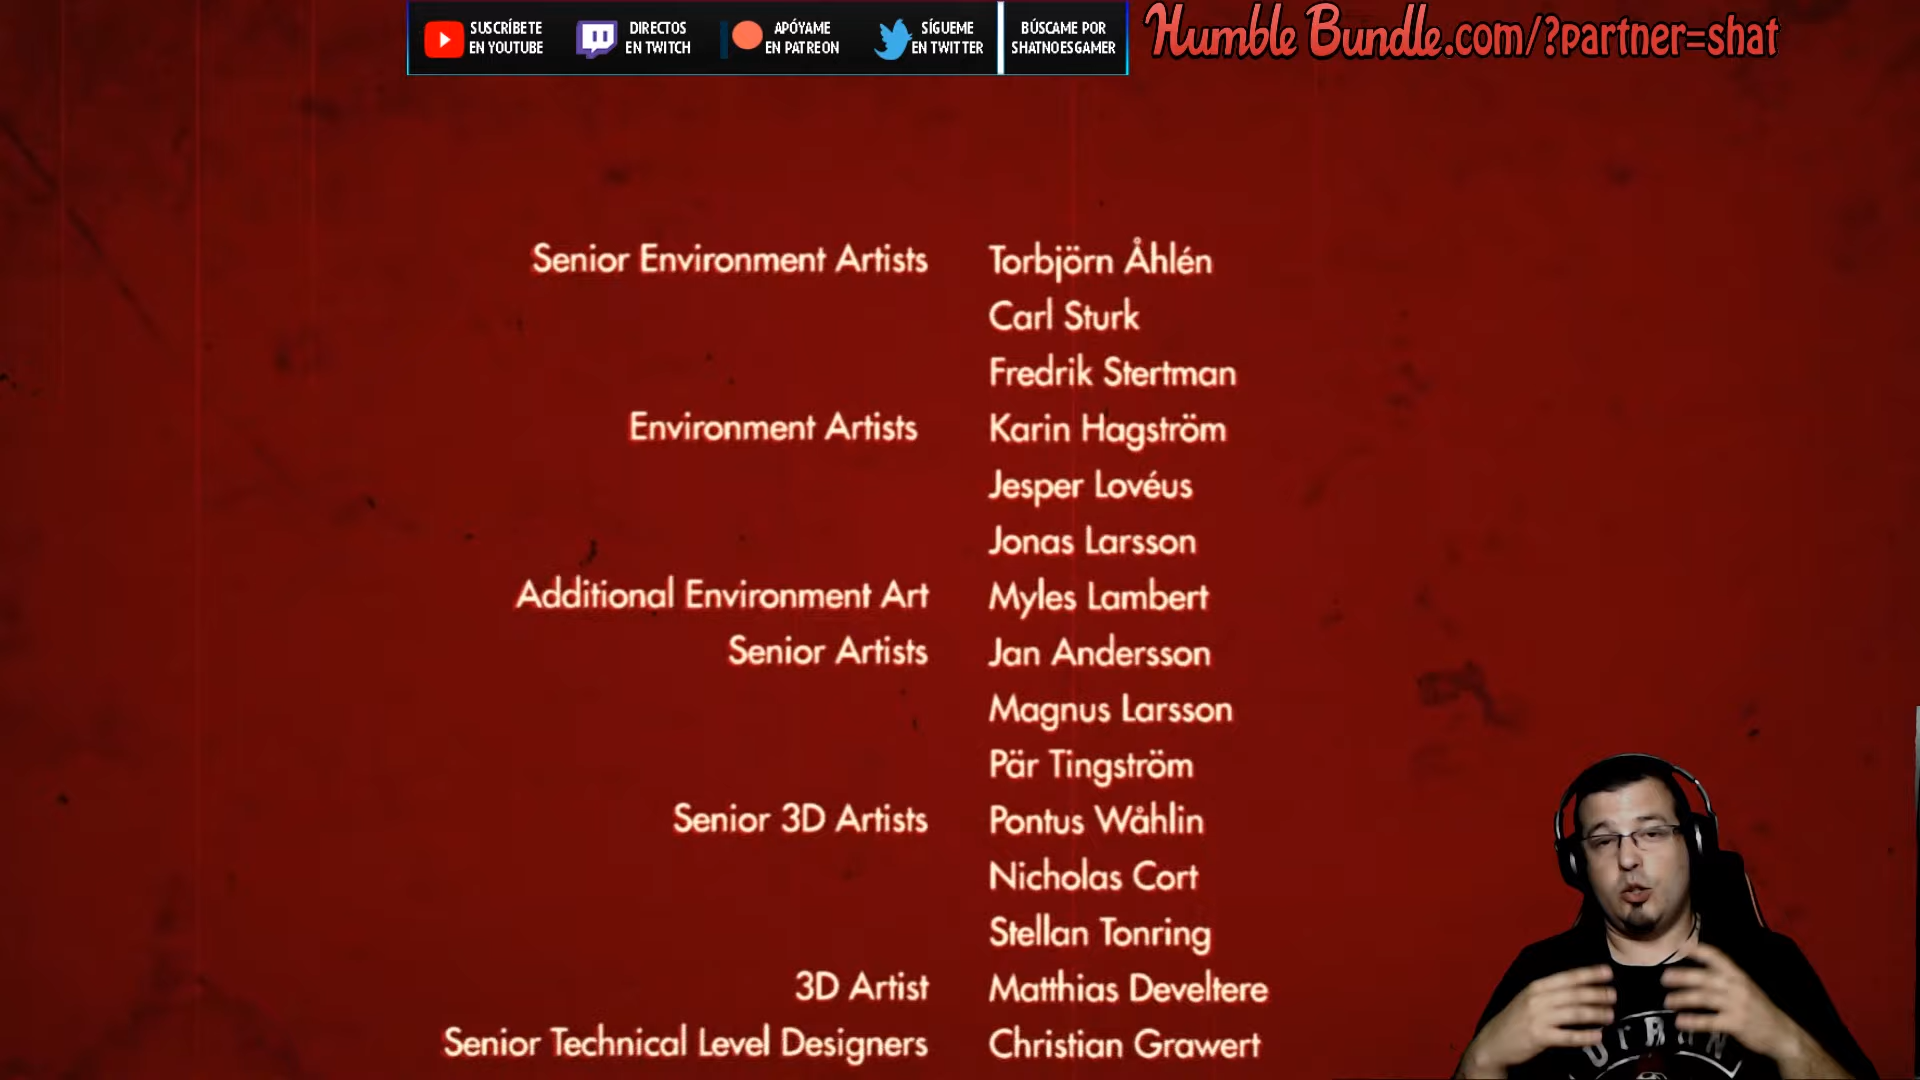 SUSCRÍBETE
EN YOUTUBE
DIRECTOS
EN TWITCH
APÓYAME
EN PATREON
SÍGUEME
EN TWITTER
BÚSCAME POR
SHATNOESGAMER
Humble Bundle.com/?partner=shat
Senior Environment Artists Torbjörn Åhlén
Carl Sturk
Fredrik Stertman
Environment Artists Karin Hagström
Jesper Lovéus
Jonas Larsson
Additional Environment Art Myles Lambert
Senior Artists Jan Andersson
Magnus Larsson
Pär Tingström
Senior 3D Artists Pontus Wåhlin
Nicholas Cort
Stellan Tonring
3D Artist Matthias Develtere
Senior Technical Level Designers Christian Grawert